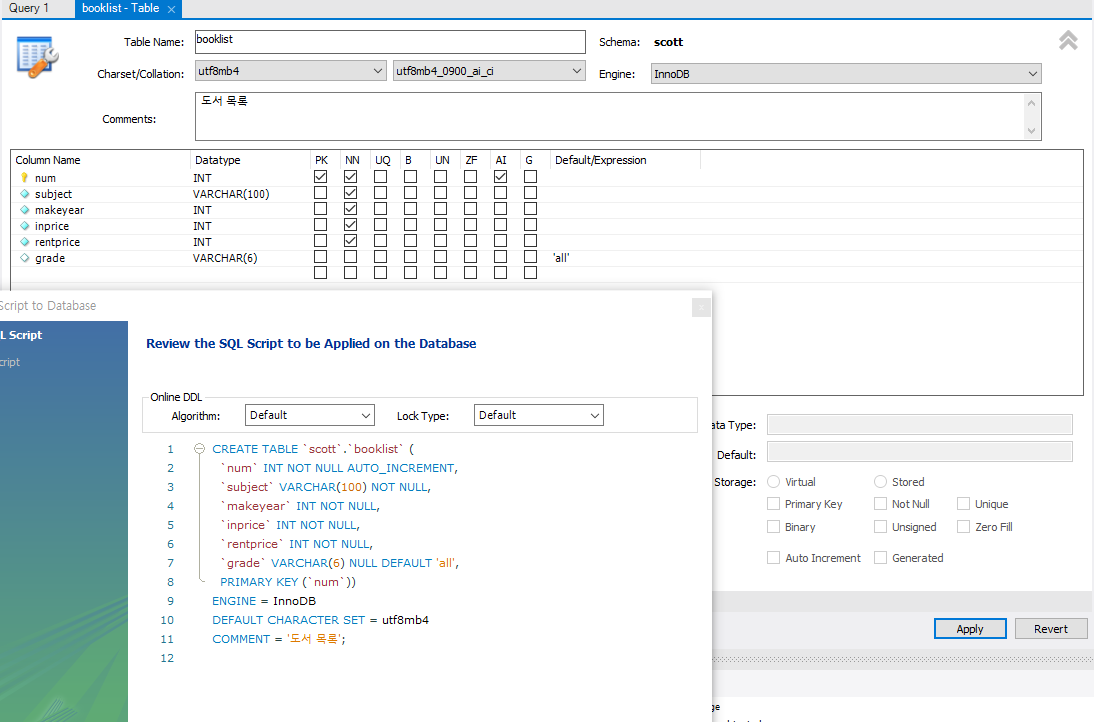 Query 1
booklist - Table
Table Name: booklist Schema: scott
Charset/Collation: utf8mb4 utf8mb4_0900_ai_ci Engine: InnoDB
Comments: 도서 목록
Column Name Datatype PK NN UQ B UN ZF AI G Default/Expression
num INT
subject VARCHAR(100)
makeyear INT
inprice INT
rentprice INT
grade VARCHAR(6) 'all'
Script to Database
L Script
cript
Review the SQL Script to be Applied on the Database
Online DDL
Algorithm: Default Lock Type: Default
1 CREATE TABLE `scott`.`booklist` (
2 `num` INT NOT NULL AUTO_INCREMENT,
3 `subject` VARCHAR(100) NOT NULL,
4 `makeyear` INT NOT NULL,
5 `inprice` INT NOT NULL,
6 `rentprice` INT NOT NULL,
7 `grade` VARCHAR(6) NULL DEFAULT 'all',
8 PRIMARY KEY (`num`))
9 ENGINE = InnoDB
10 DEFAULT CHARACTER SET = utf8mb4
11 COMMENT = '도서 목록';
12
ata Type:
Default:
Storage: Virtual Stored
Primary Key Not Null Unique
Binary Unsigned Zero Fill
Auto Increment Generated
Apply Revert
ge